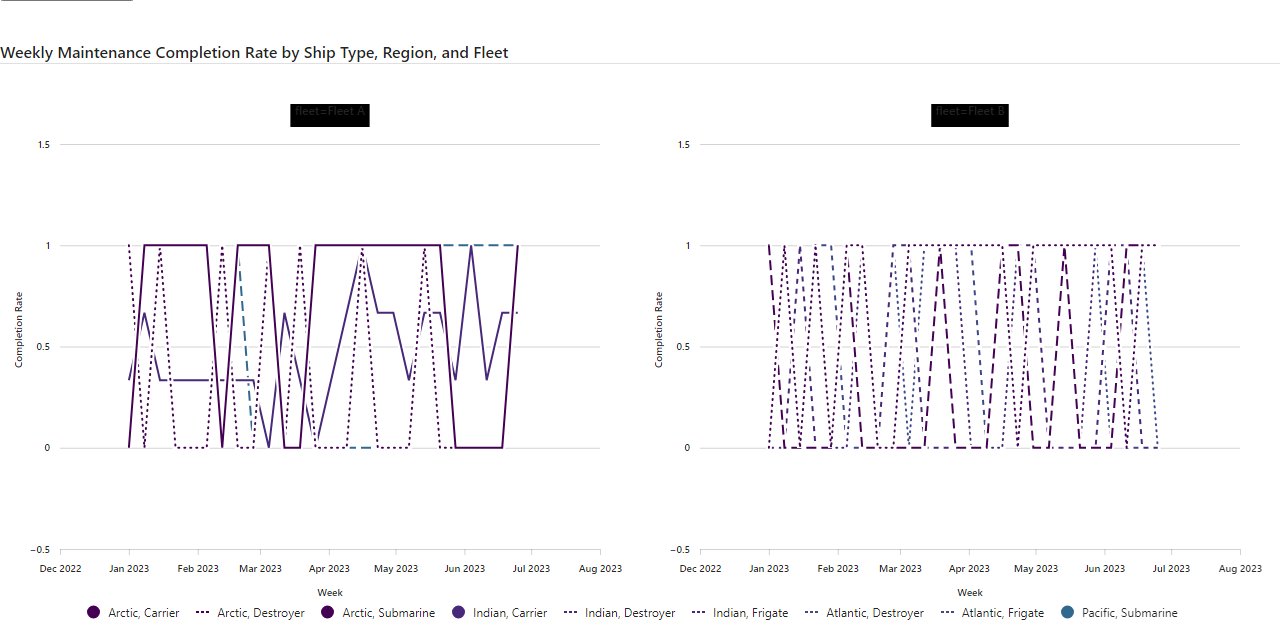 Weekly Maintenance Completion Rate by Ship Type, Region, and Fleet
fleet=Fleet A
fleet=Fleet B
1.5
1
0.5
0
−0.5
Completion Rate
Dec 2022 Jan 2023 Feb 2023 Mar 2023 Apr 2023 May 2023 Jun 2023 Jul 2023 Aug 2023
Week
1.5
1
0.5
0
−0.5
Completion Rate
Dec 2022 Jan 2023 Feb 2023 Mar 2023 Apr 2023 May 2023 Jun 2023 Jul 2023 Aug 2023
Week
Arctic, Carrier Arctic, Destroyer Arctic, Submarine Indian, Carrier Indian, Destroyer Indian, Frigate Atlantic, Destroyer Atlantic, Frigate Pacific, Submarine